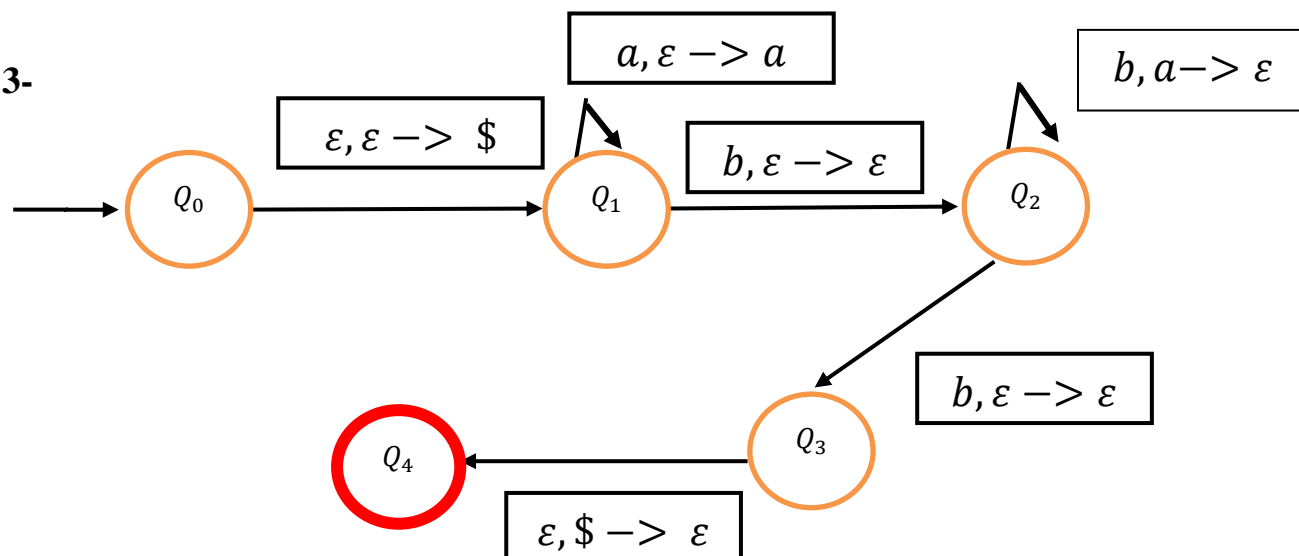 3-
a, ε −> a
b, a−> ε
ε, ε −> $
b, ε −> ε
Q₀
Q₁
Q₂
b, ε −> ε
Q₃
Q₄
ε, $ −> ε